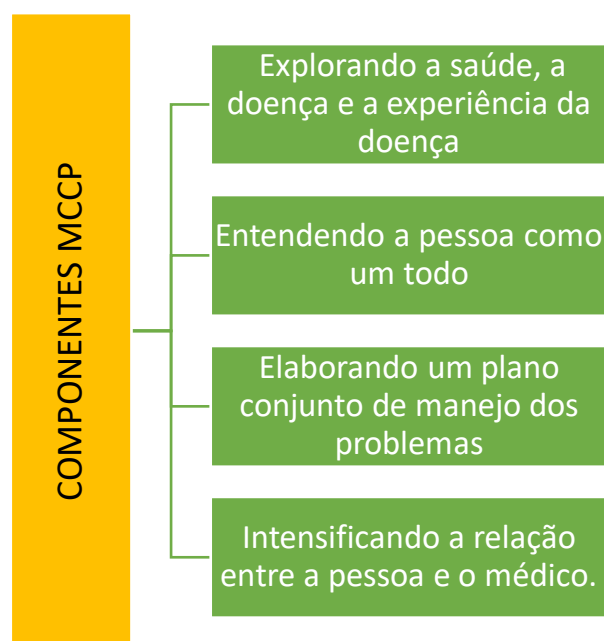 COMPONENTES MCCP
Explorando a saúde, a
doença e a experiência da
doença
Entendendo a pessoa como
um todo
Elaborando um plano
conjunto de manejo dos
problemas
Intensificando a relação
entre a pessoa e o médico.